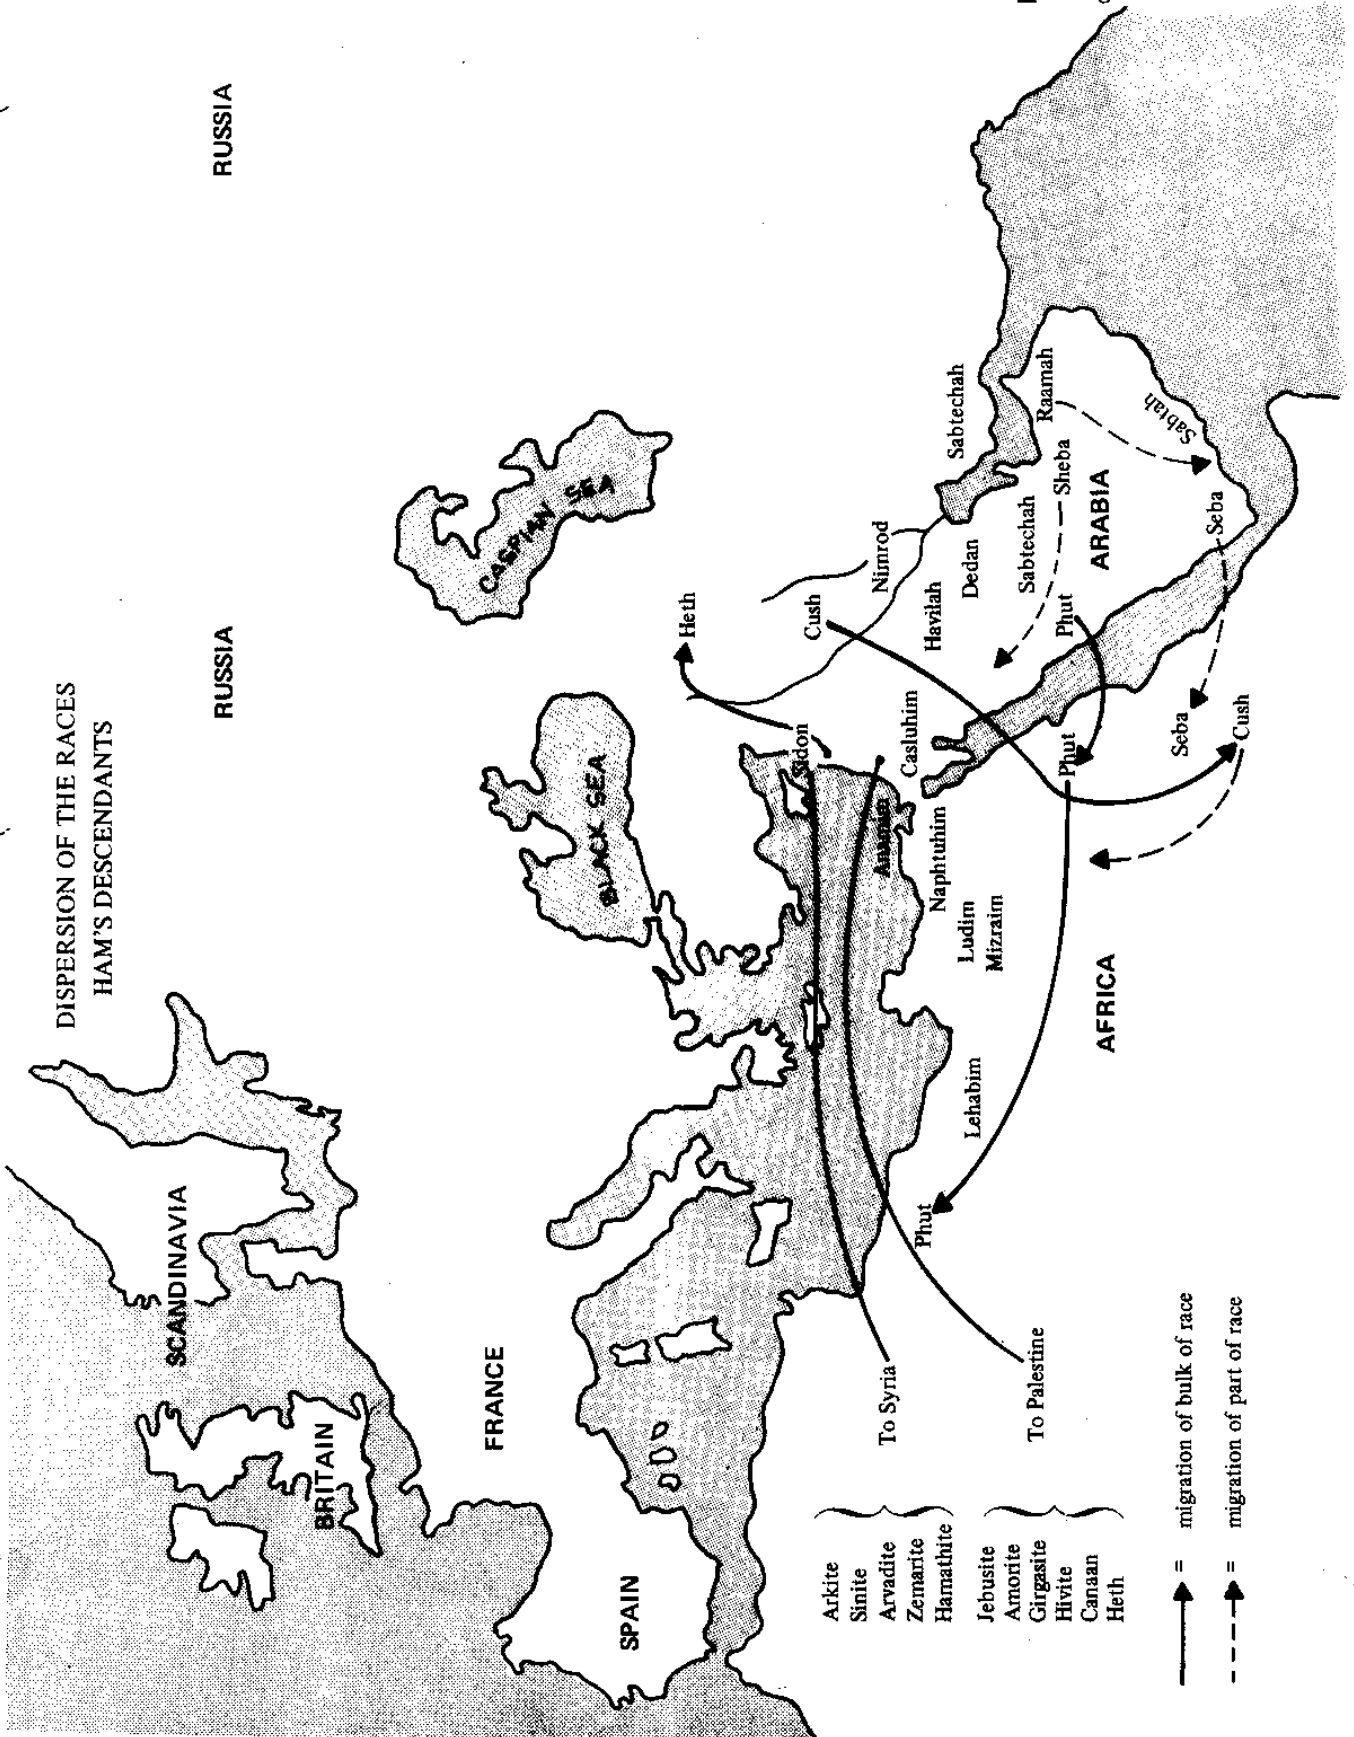 DISPERSION OF THE RACES
HAM'S DESCENDANTS
RUSSIA
RUSSIA
SCANDINAVIA
BRITAIN
FRANCE
SPAIN
BLACK SEA
CASPIAN SEA
Heth
Cush
Nimrod
Sidon
Casluhim
Havilah
Dedan
Sabtechah
Sabtechah
Sheba
Raamah
Sabtah
ARABIA
Phut
Seba
Anamim
Naphtuhim
Ludim
Mizraim
Phut
Seba
Cush
AFRICA
Lehabim
Phut
To Syria
To Palestine
Arkite
Sinite
Arvadite
Zemarite
Hamathite
Jebusite
Amorite
Girgasite
Hivite
Canaan
Heth
= migration of bulk of race
= migration of part of race